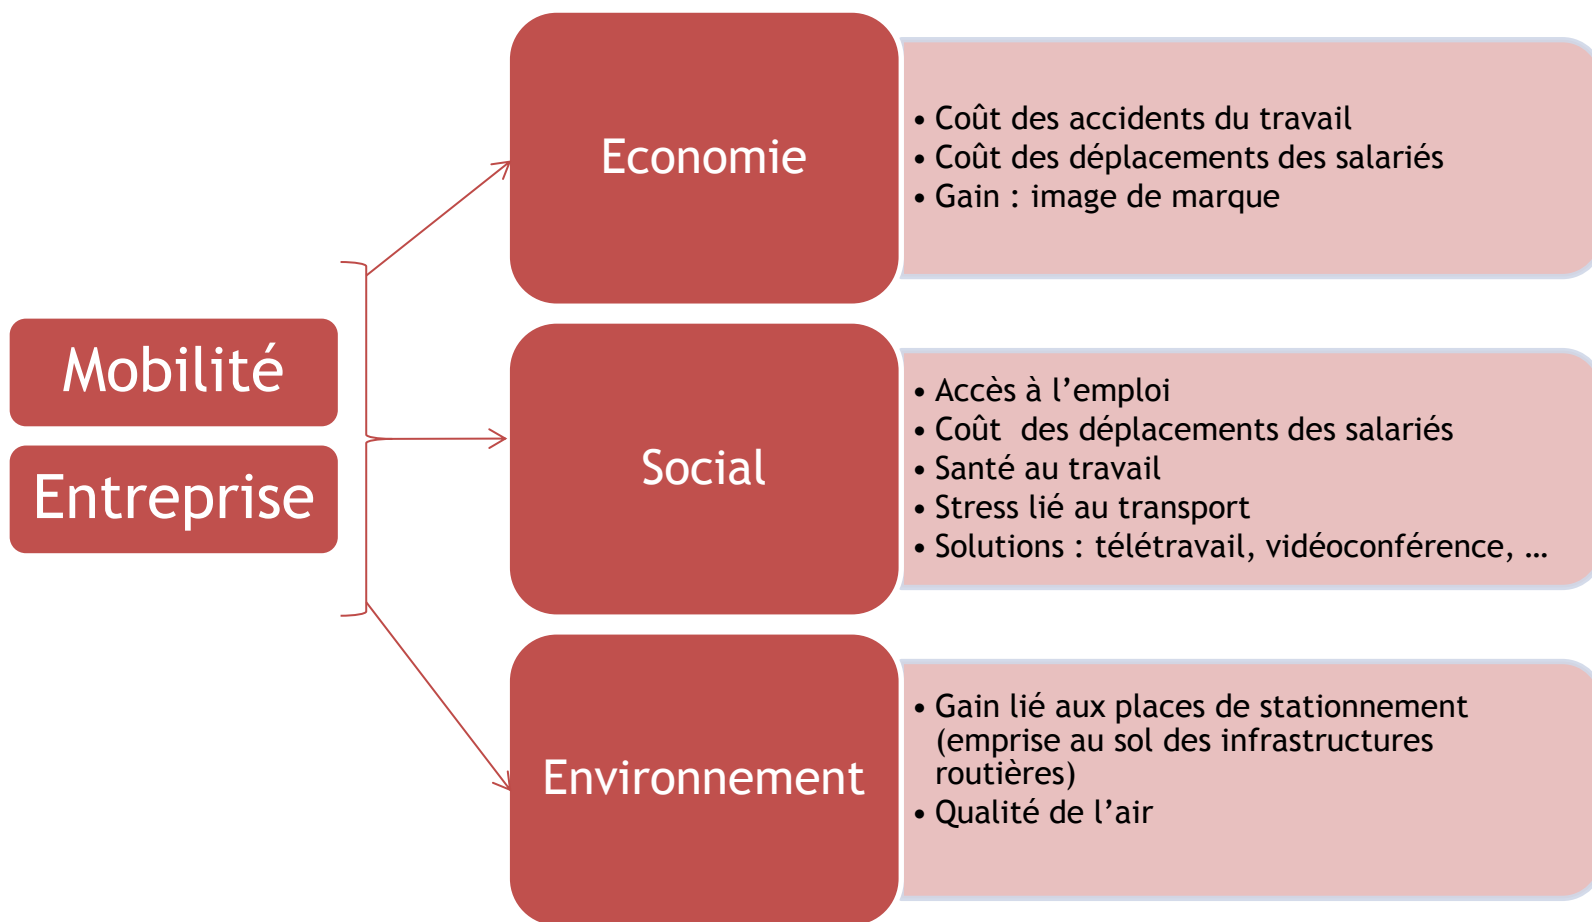 Mobilité
Entreprise
Economie
• Coût des accidents du travail
• Coût des déplacements des salariés
• Gain : image de marque
Social
• Accès à l’emploi
• Coût  des déplacements des salariés
• Santé au travail
• Stress lié au transport
• Solutions : télétravail, vidéoconférence, …
Environnement
• Gain lié aux places de stationnement
(emprise au sol des infrastructures
routières)
• Qualité de l’air